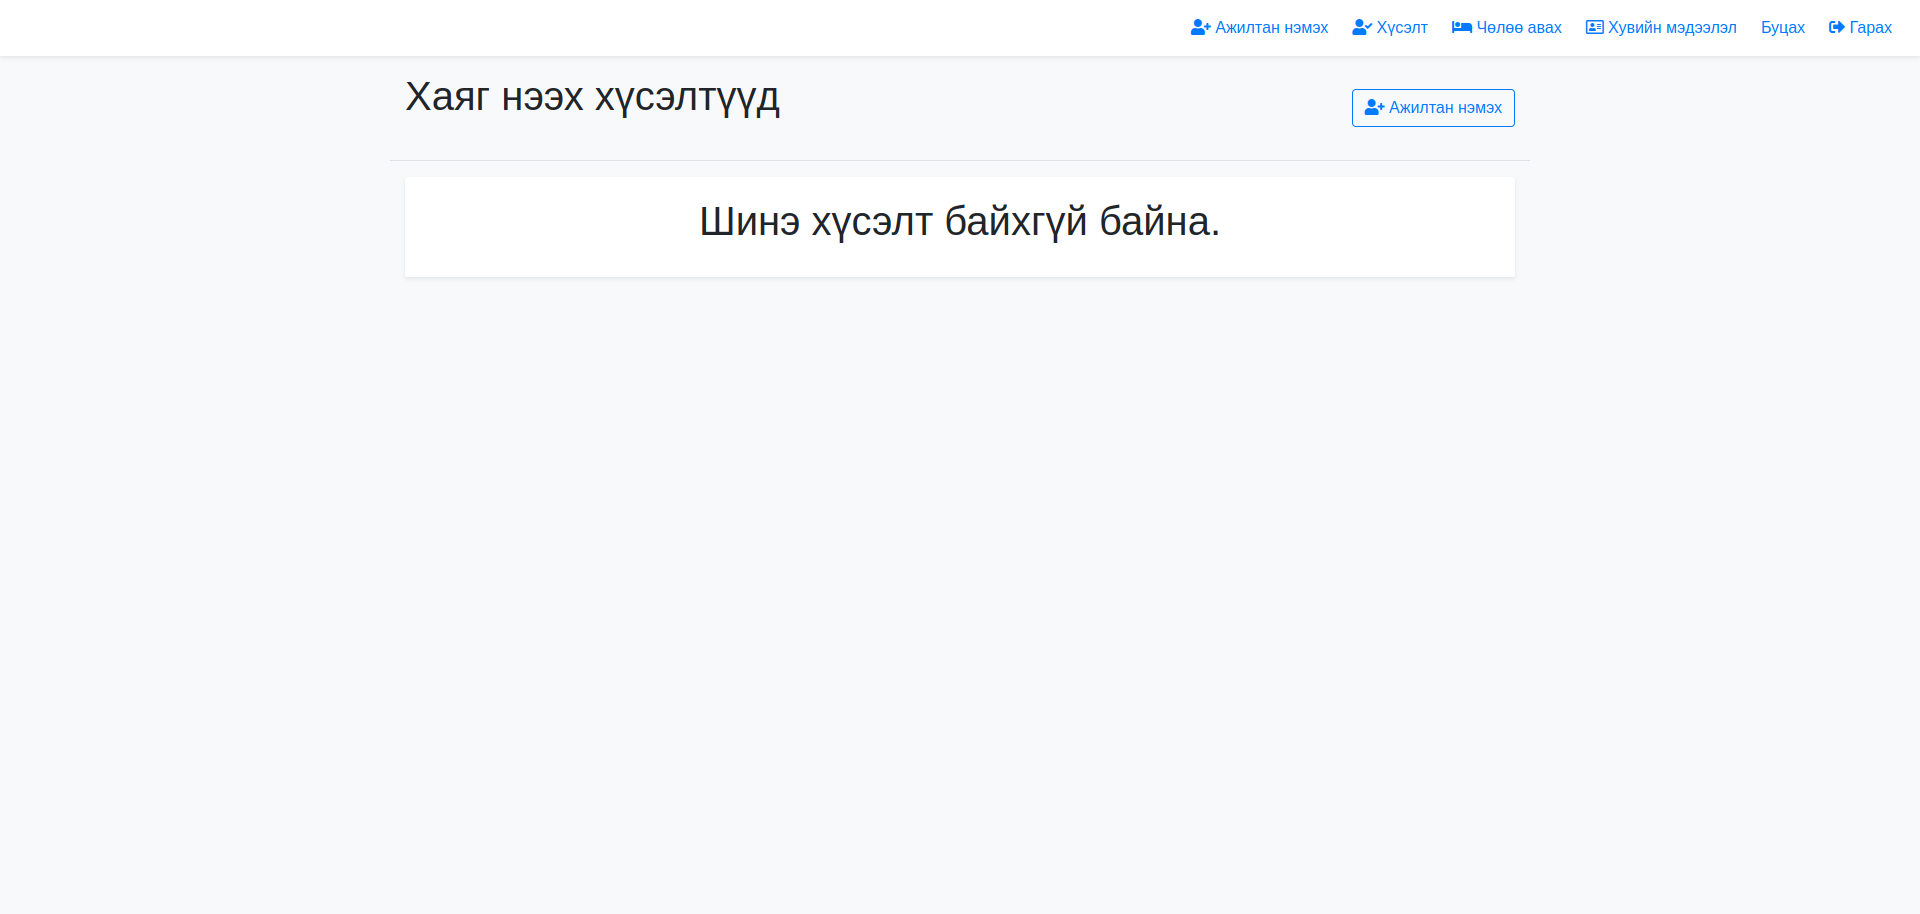 Ажилтан нэмэх Хүсэлт Чөлөө авах Хувийн мэдээлэл Буцах Гарах
Хаяг нээх хүсэлтүүд
Ажилтан нэмэх
Шинэ хүсэлт байхгүй байна.